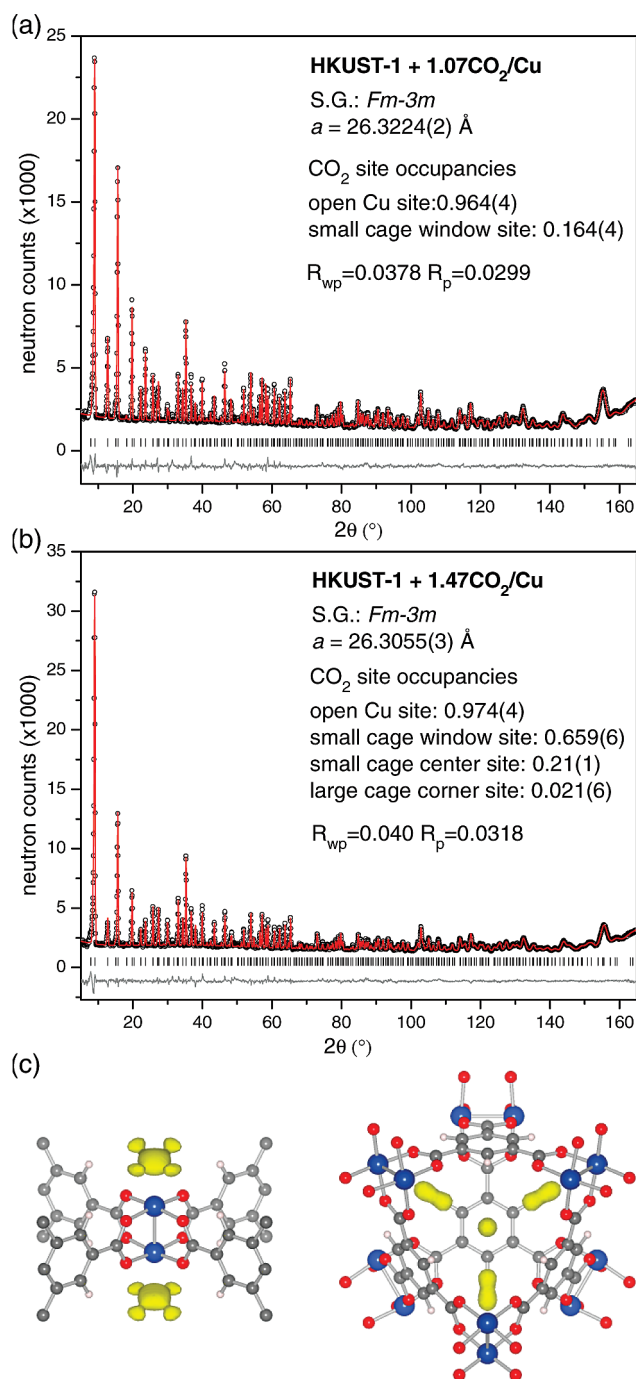 (a)
25
20
15
10
5
0
neutron counts (x1000)
HKUST-1 + 1.07CO2/Cu
S.G.: Fm-3m
a = 26.3224(2) Å
CO2 site occupancies
open Cu site:0.964(4)
small cage window site: 0.164(4)
Rwp=0.0378 Rp=0.0299
20 40 60 80 100 120 140 160
2θ (°)
(b)
35
30
25
20
15
10
5
0
neutron counts (x1000)
HKUST-1 + 1.47CO2/Cu
S.G.: Fm-3m
a = 26.3055(3) Å
CO2 site occupancies
open Cu site: 0.974(4)
small cage window site: 0.659(6)
small cage center site: 0.21(1)
large cage corner site: 0.021(6)
Rwp=0.040 Rp=0.0318
20 40 60 80 100 120 140 160
2θ (°)
(c)